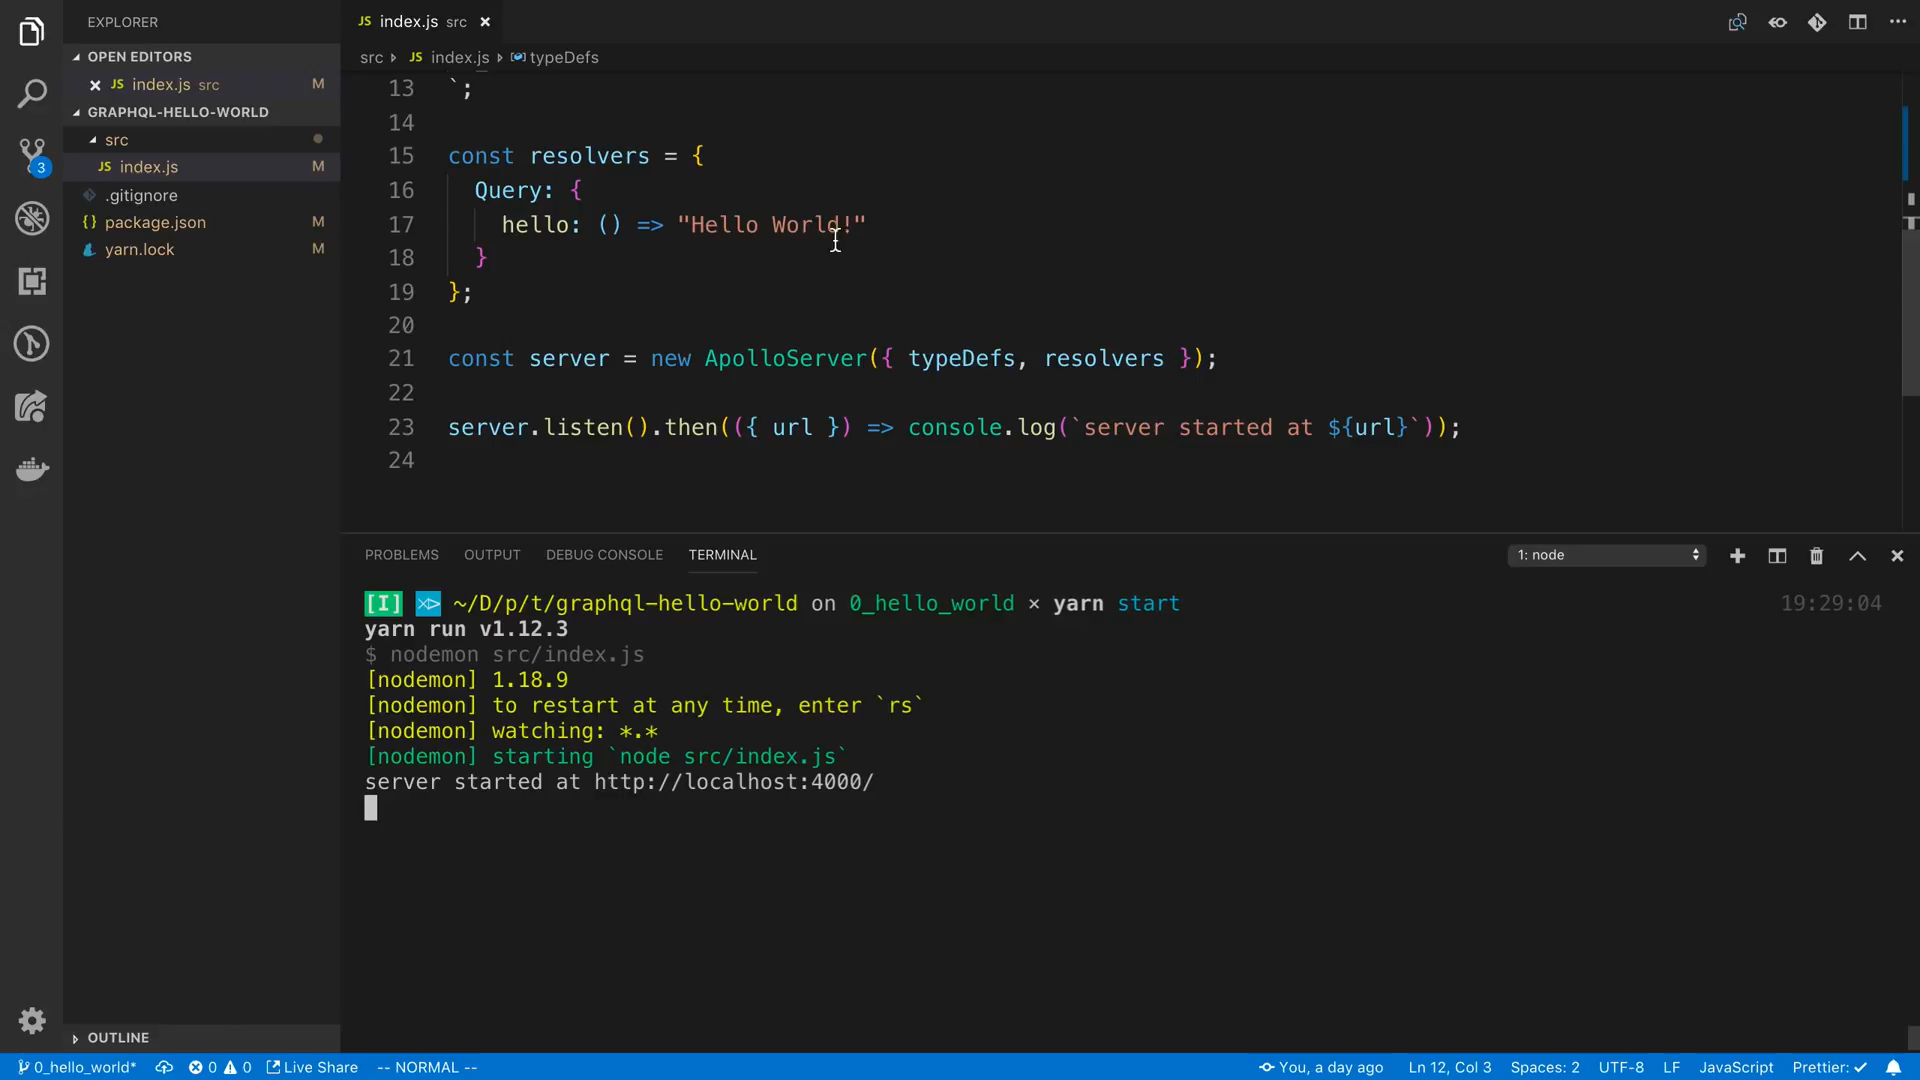 EXPLORER
OPEN EDITORS
JS index.js src M
GRAPHQL-HELLO-WORLD
src
JS index.js M
.gitignore
{} package.json M
yarn.lock M
3
OUTLINE
JS index.js src
src JS index.js typeDefs
13 `;
14
15 const resolvers = {
16 Query: {
17 hello: () => "Hello World!"
18 }
19 };
20
21 const server = new ApolloServer({ typeDefs, resolvers });
22
23 server.listen().then(({ url }) => console.log(`server started at ${url}`));
24
PROBLEMS OUTPUT DEBUG CONSOLE TERMINAL 1: node
[I] ~/D/p/t/graphql-hello-world on 0_hello_world × yarn start 19:29:04
yarn run v1.12.3
$ nodemon src/index.js
[nodemon] 1.18.9
[nodemon] to restart at any time, enter `rs`
[nodemon] watching: *.*
[nodemon] starting `node src/index.js`
server started at http://localhost:4000/
0_hello_world* 0 0 Live Share -- NORMAL -- You, a day ago Ln 12, Col 3 Spaces: 2 UTF-8 LF JavaScript Prettier: ✓